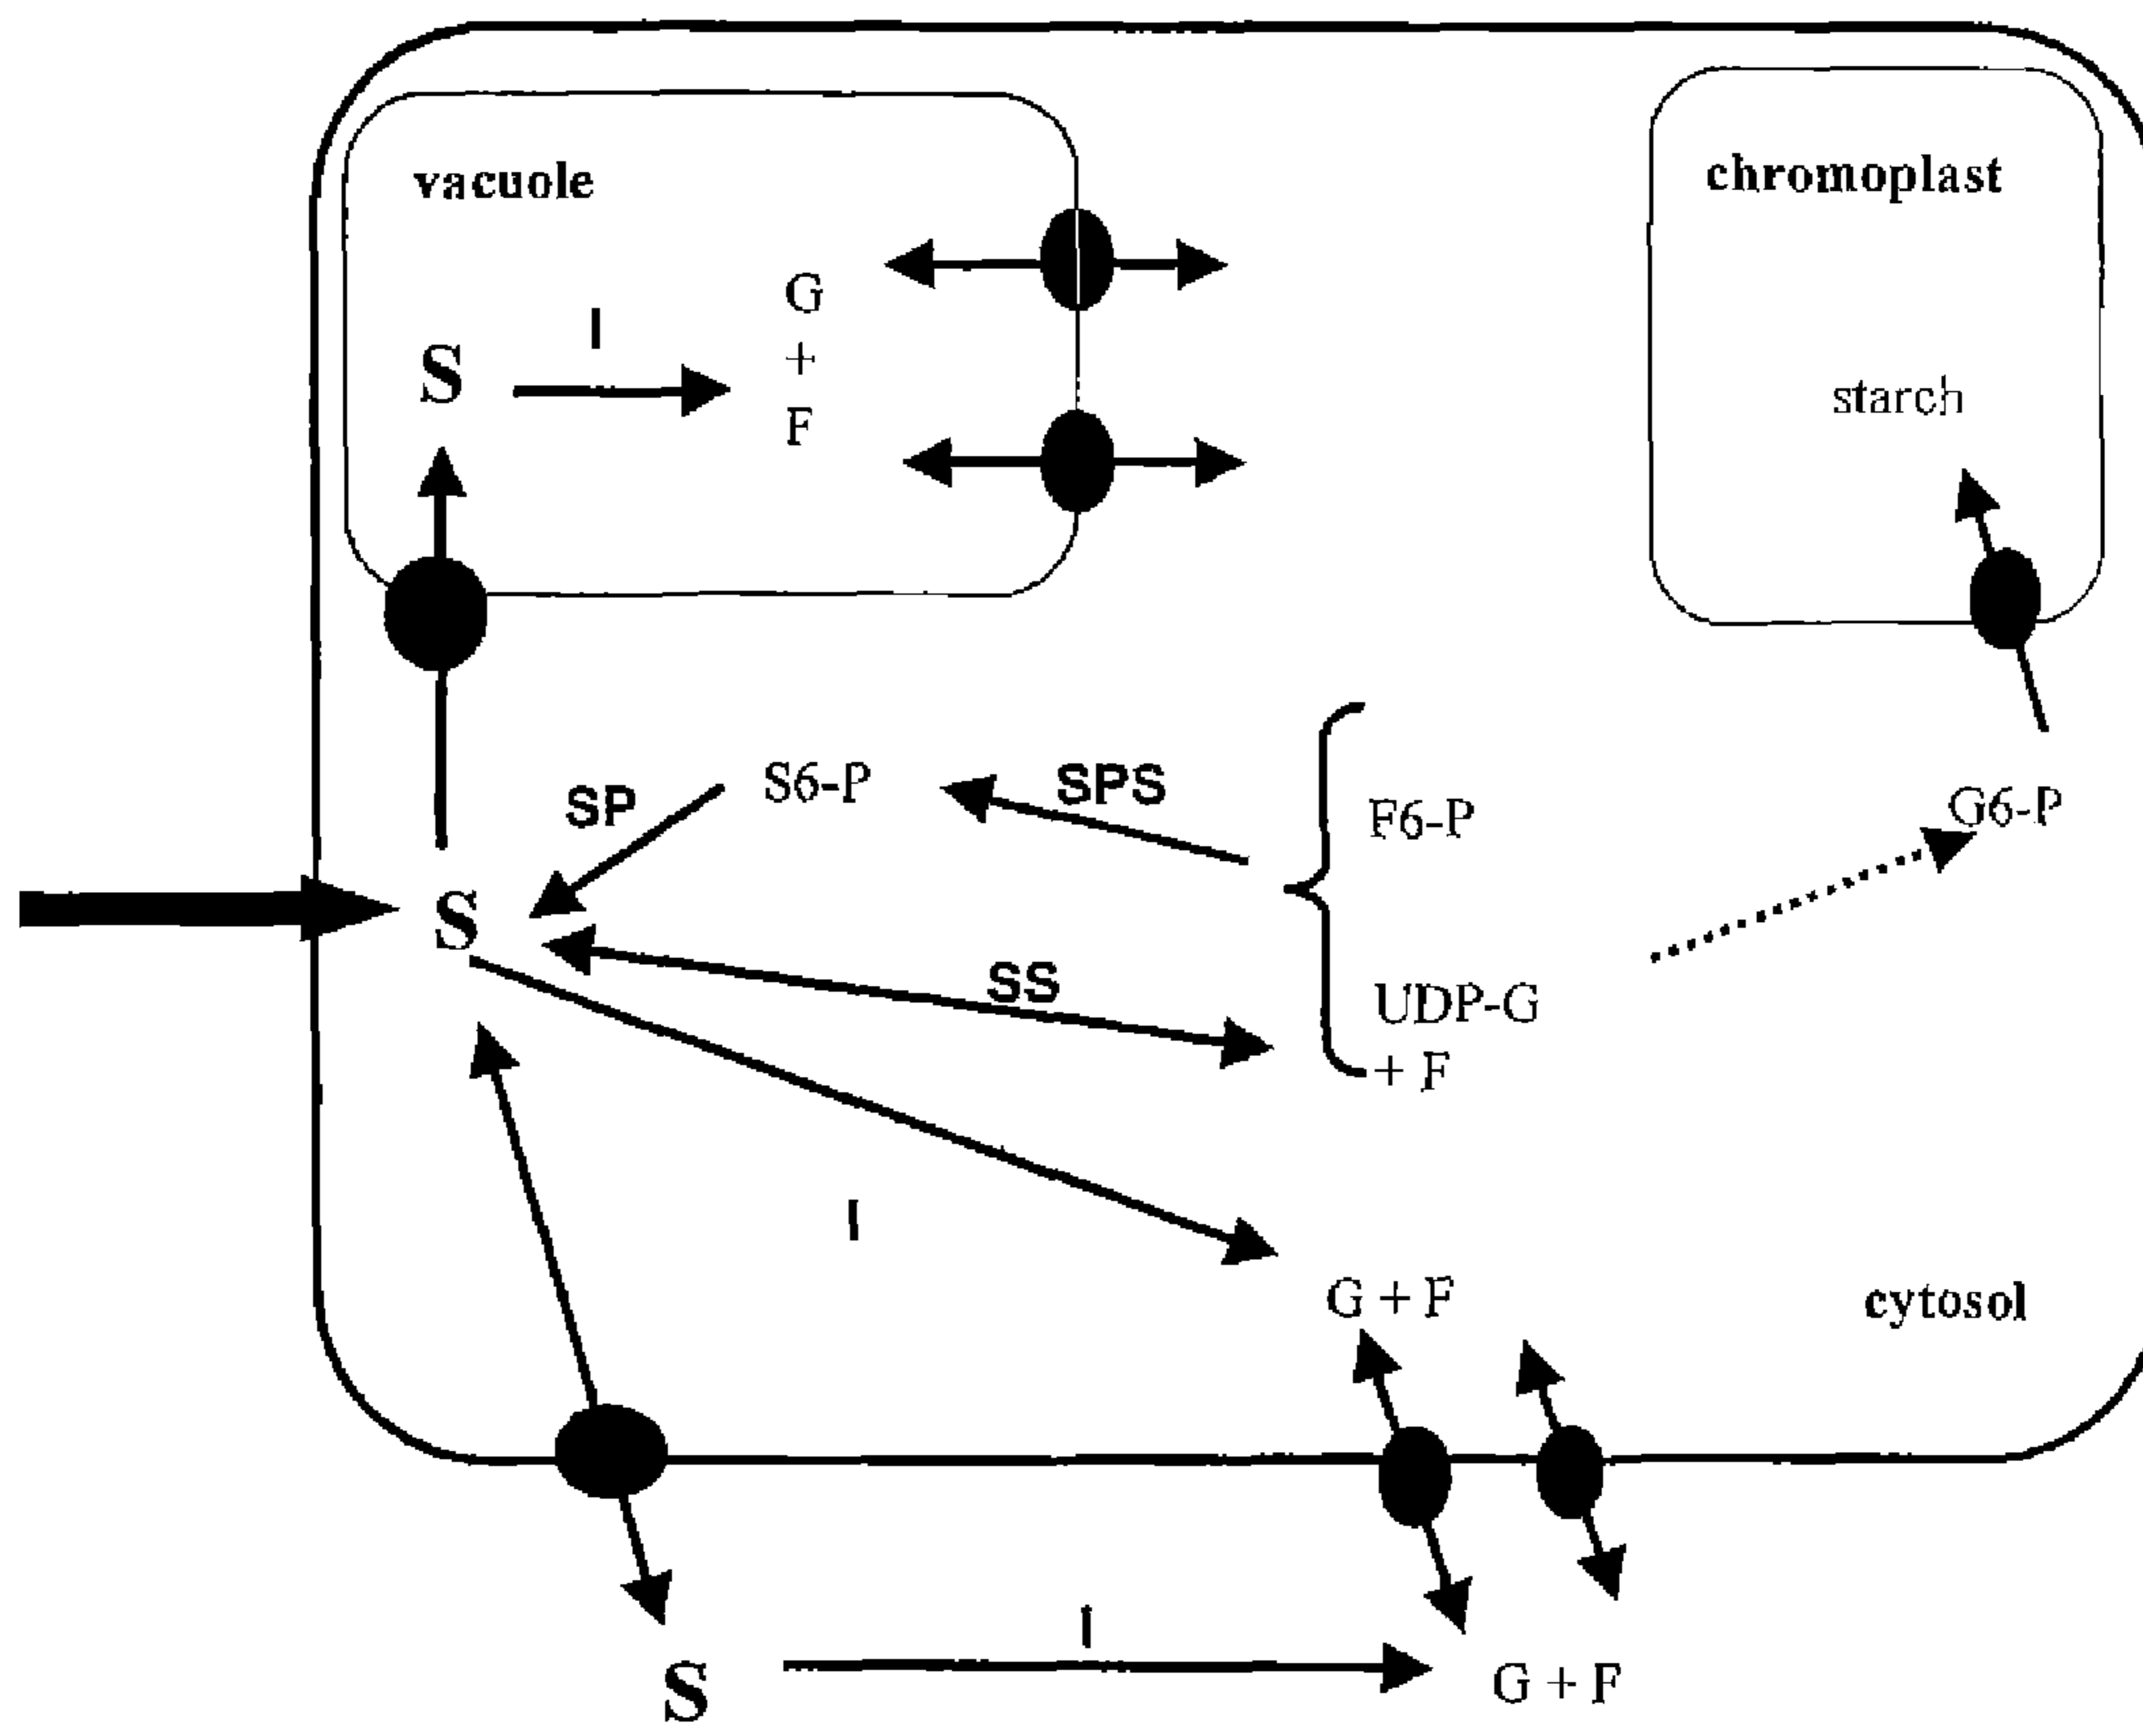 vacuole
chromoplast
G
I
+
S
F
starch
SP
S6-P
SPS
F6-P
G6-P
S
SS
UDP-G
+ F
I
G + F
cytosol
I
S
G + F